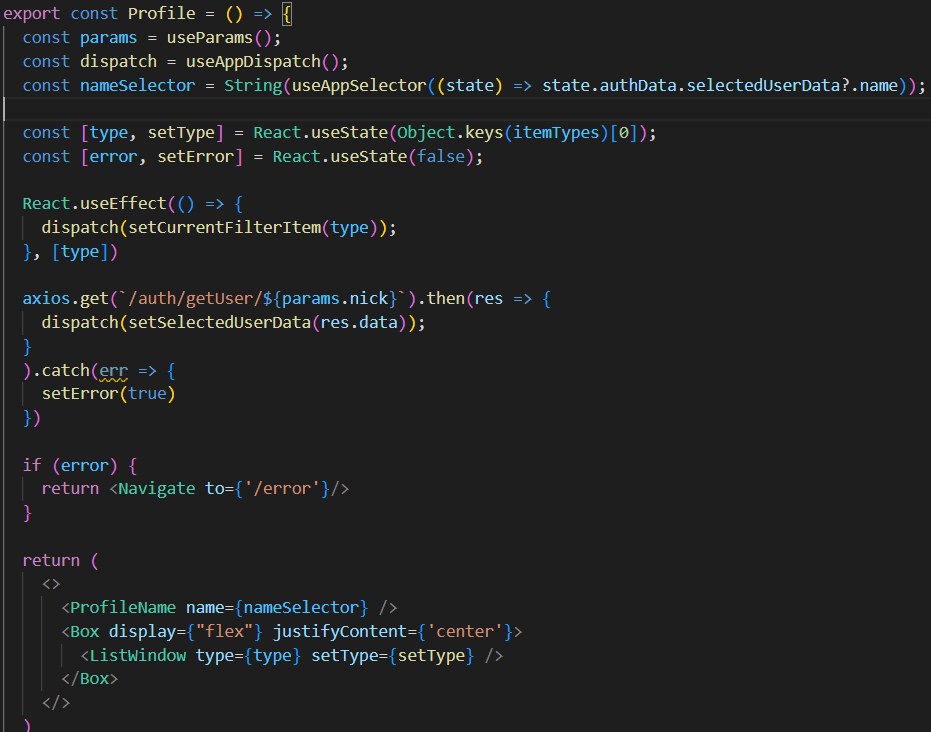 export const Profile = () => {
  const params = useParams();
  const dispatch = useAppDispatch();
  const nameSelector = String(useAppSelector((state) => state.authData.selectedUserData?.name));

  const [type, setType] = React.useState(Object.keys(itemTypes)[0]);
  const [error, setError] = React.useState(false);

  React.useEffect(() => {
    dispatch(setCurrentFilterItem(type));
  }, [type])

  axios.get(`/auth/getUser/${params.nick}`).then(res => {
    dispatch(setSelectedUserData(res.data));
  }
  ).catch(err => {
    setError(true)
  })

  if (error) {
    return <Navigate to={'/error'}/>
  }

  return (
    <>
      <ProfileName name={nameSelector} />
      <Box display={"flex"} justifyContent={'center'}>
        <ListWindow type={type} setType={setType} />
      </Box>
    </>
  )